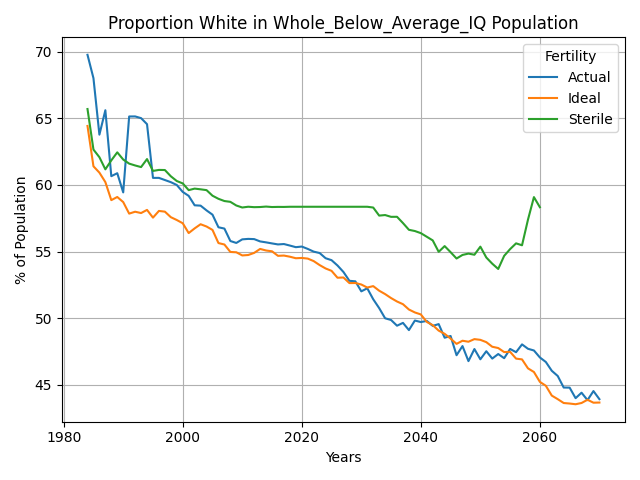 Proportion White in Whole_Below_Average_IQ Population
Fertility
Actual
Ideal
Sterile
% of Population
70
65
60
55
50
45
1980
2000
2020
2040
2060
Years